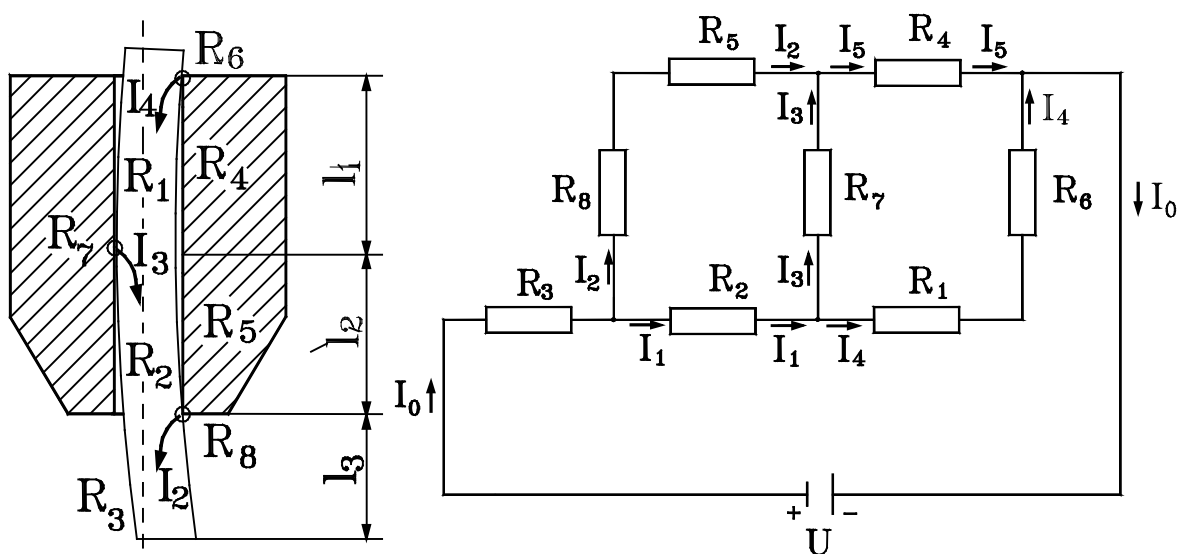 R6
I4
R1
R4
l1
R7
I3
R5
l2
R2
R8
I2
R3
l3
R5 I2 I5 R4 I5
I3 I4
R8 R7 R6 I0
I2 I3
R3 R2 R1
I1 I1 I4
I0
+ −
U